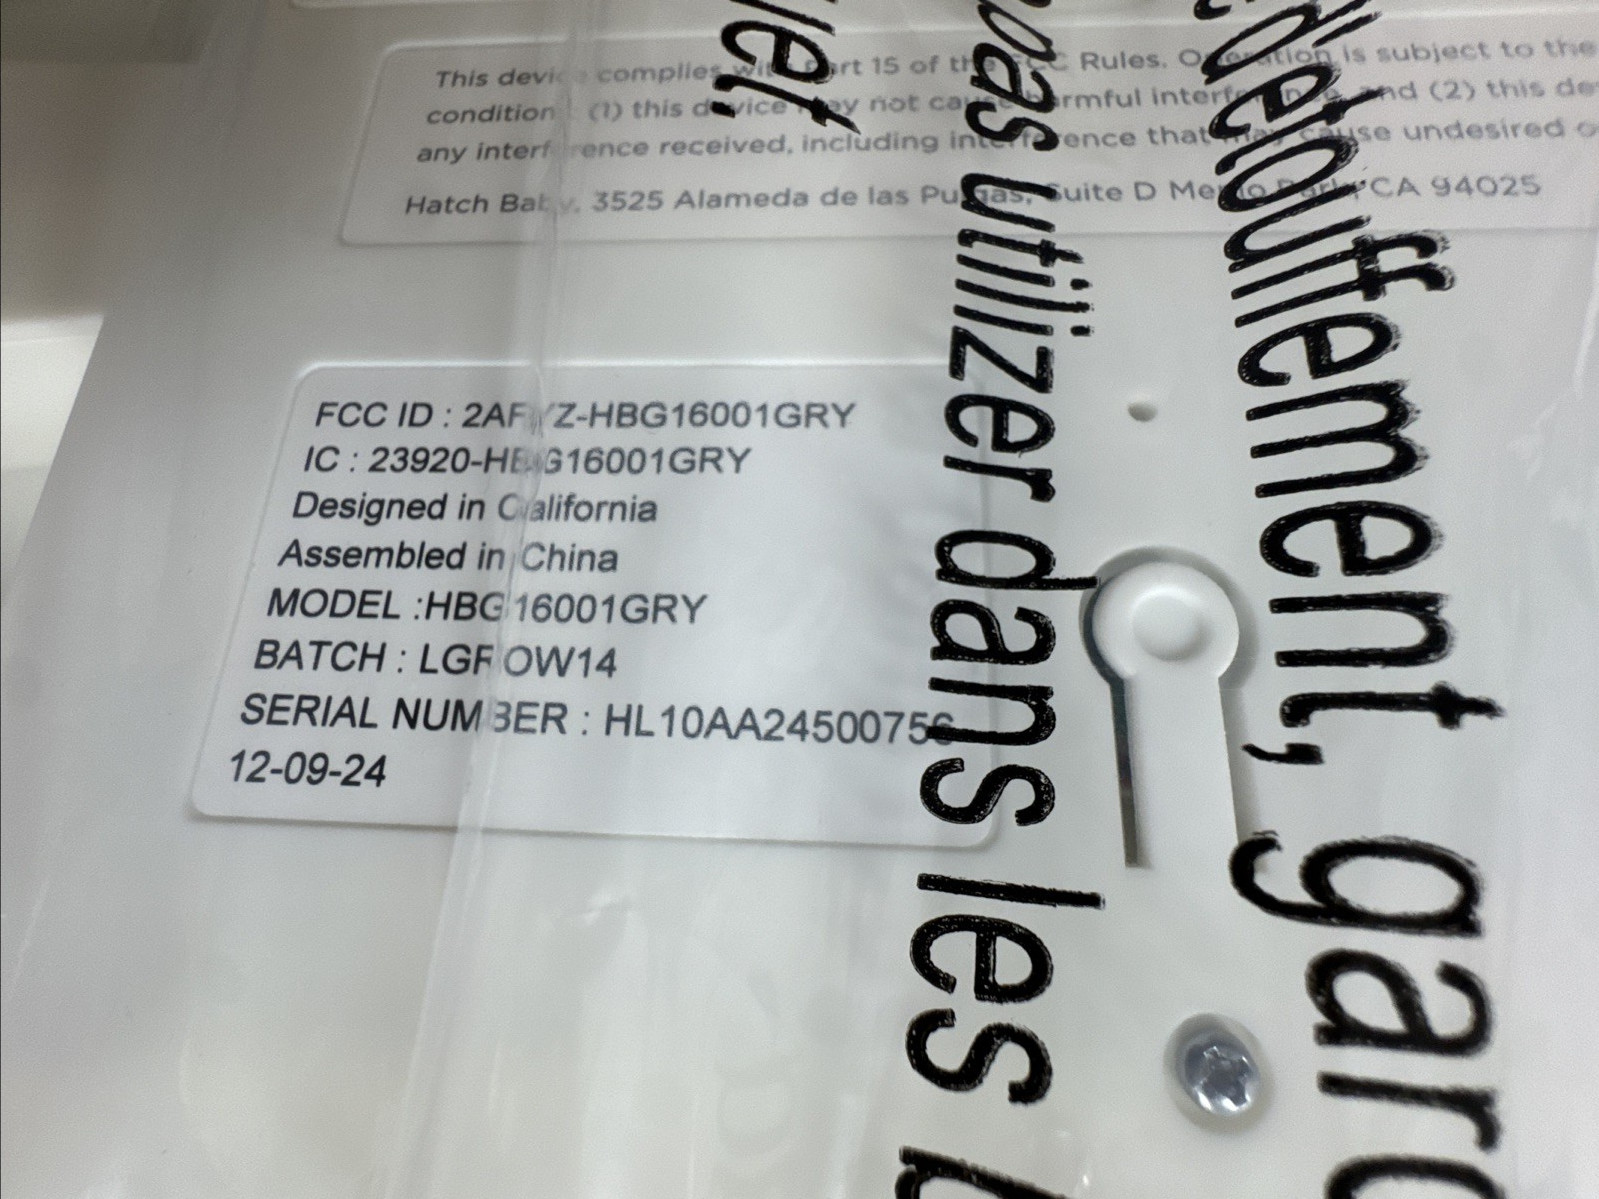 This device complies with Part 15 of the FCC Rules. Operation is subject to the
condition (1) this device may not cause harmful interference, and (2) this de
any interference received, including interference that may cause undesired o
Hatch Baby, 3525 Alameda de las Pulgas, Suite D Menlo Park, CA 94025
FCC ID : 2AFYZ-HBG16001GRY
IC : 23920-HBG16001GRY
Designed in California
Assembled in China
MODEL :HBG16001GRY
BATCH : LGROW14
SERIAL NUMBER : HL10AA24500756
12-09-24
pas utiliser dans les
d'étouffement, gard